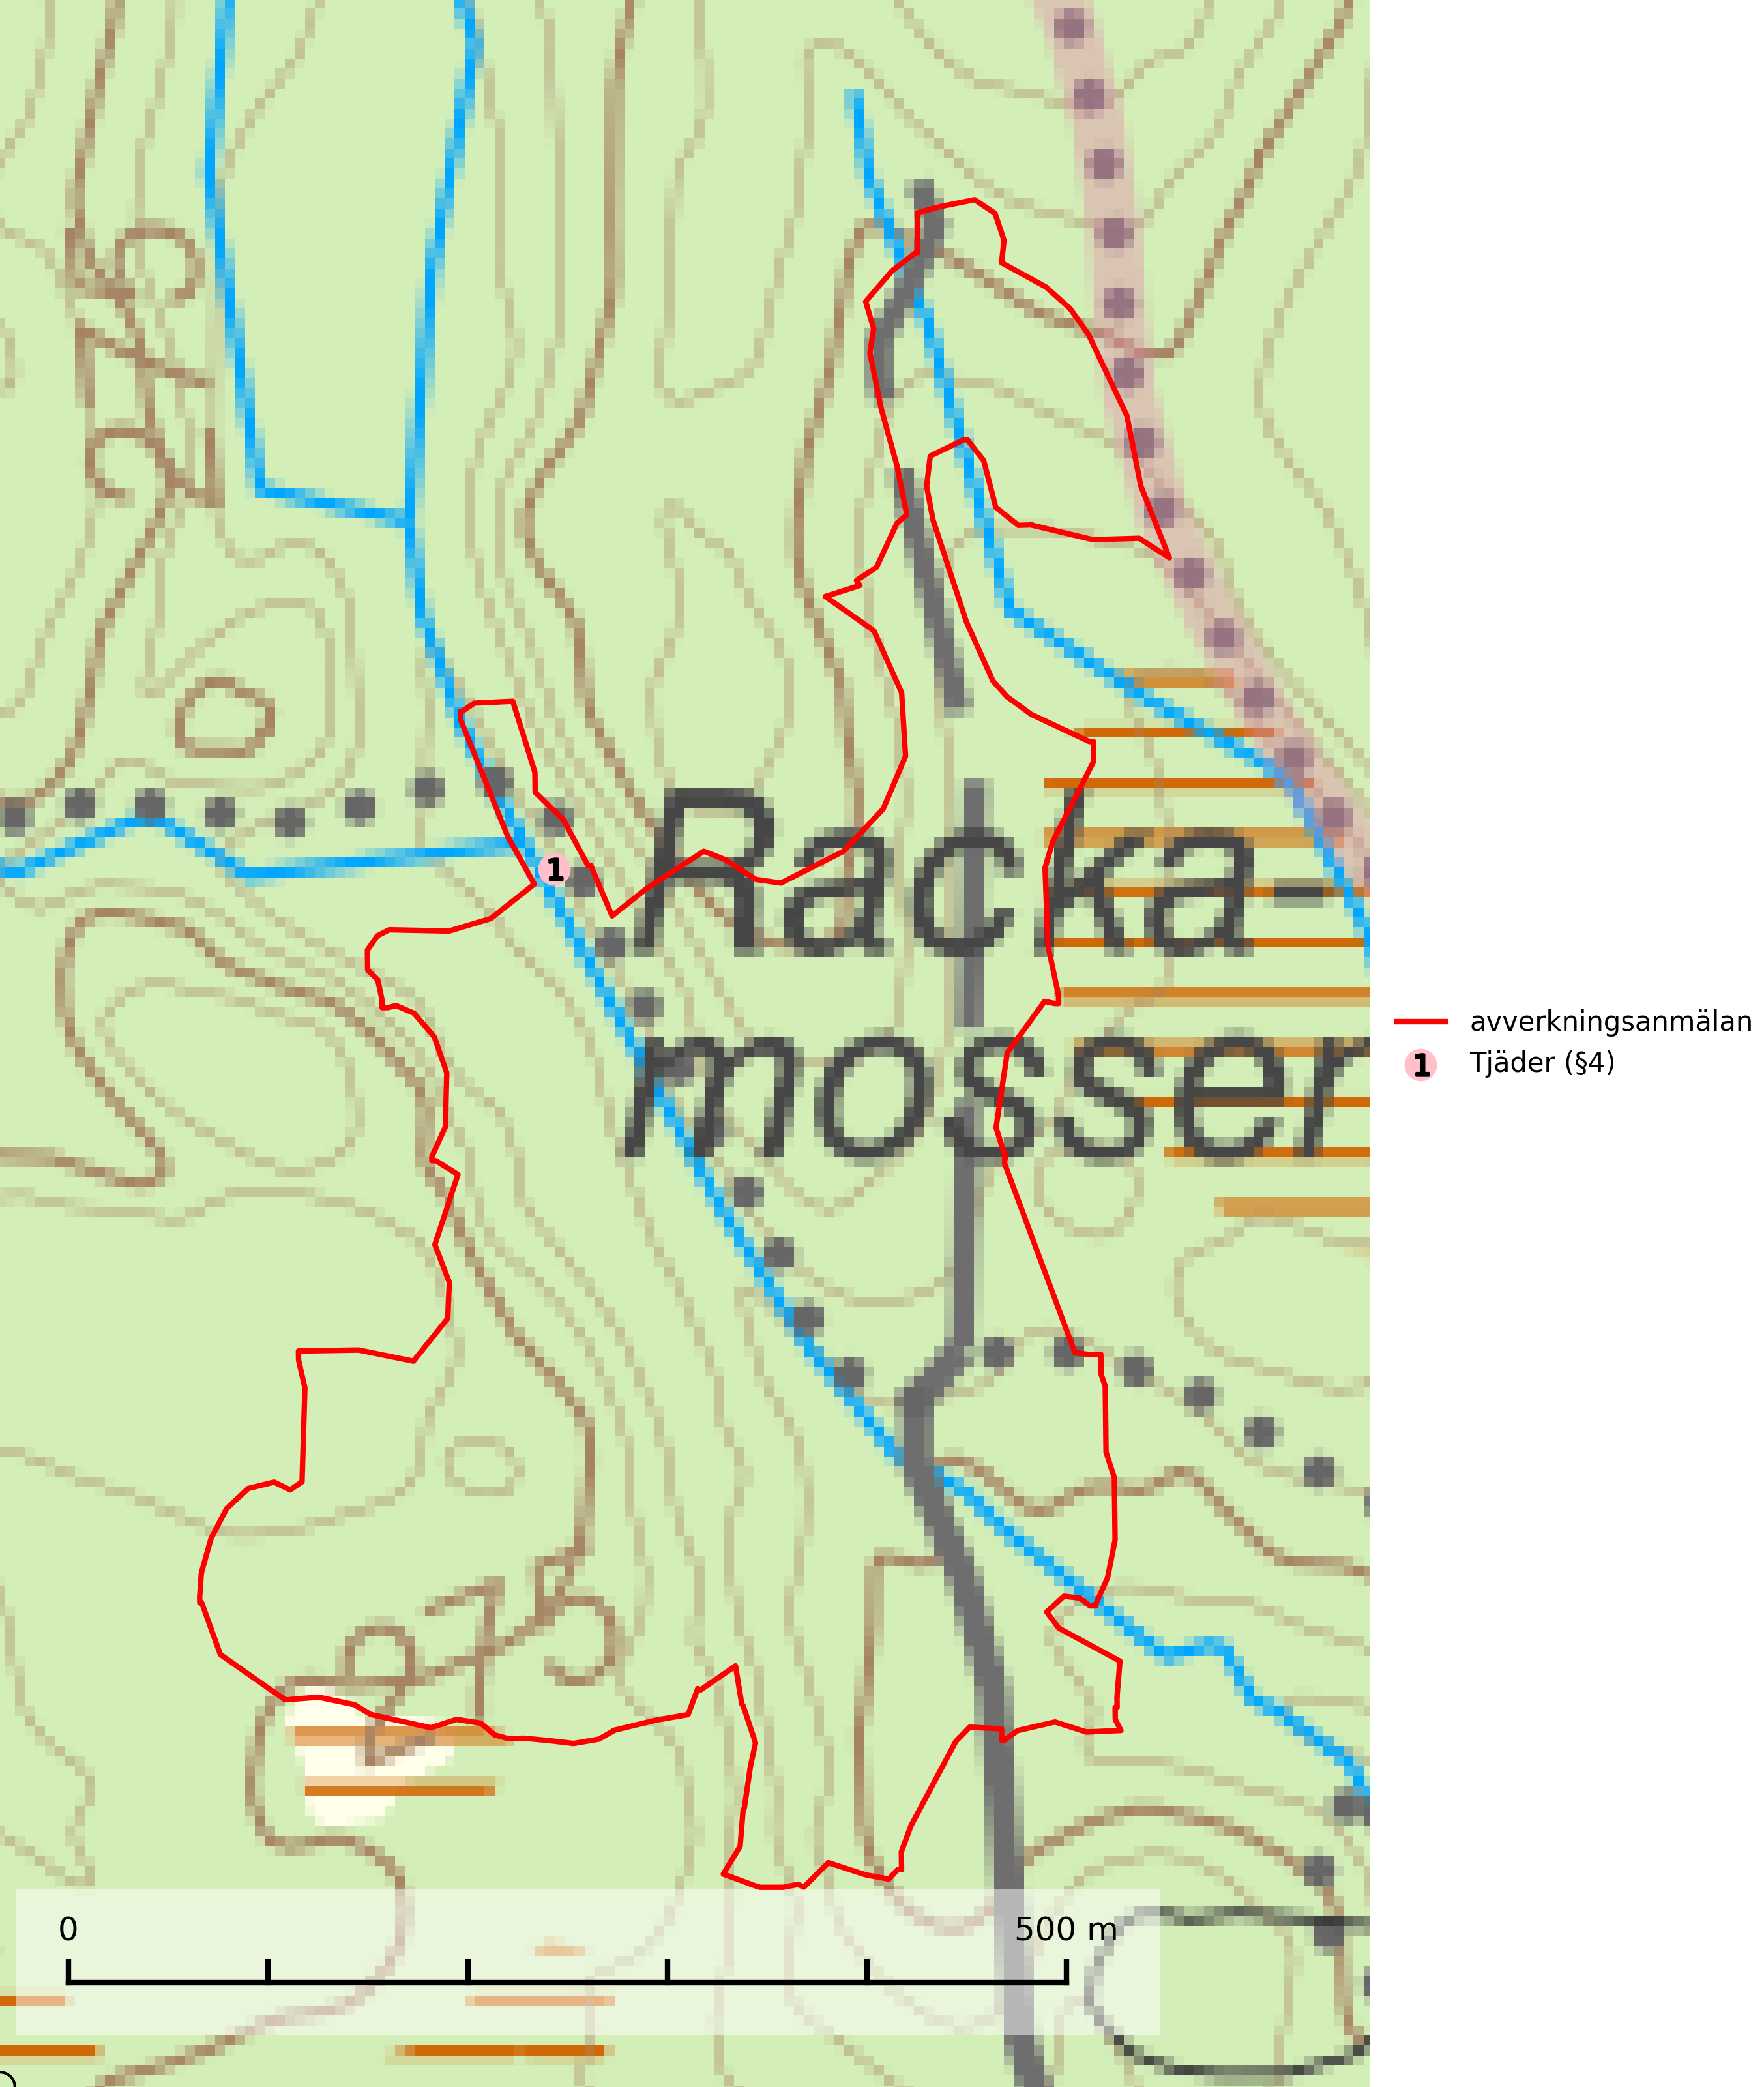 1
Racka
mossen
avverkningsanmälan
1 Tjäder (§4)
0 500 m